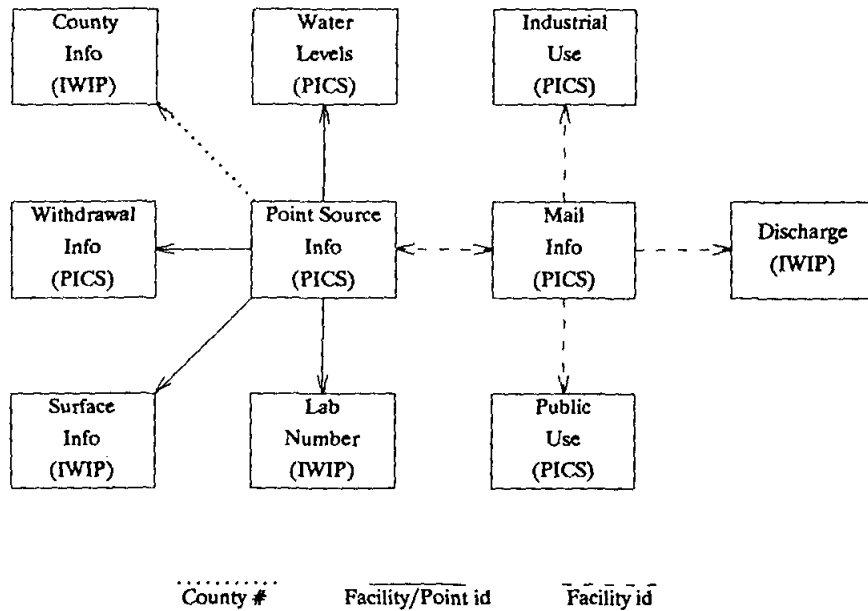 County
Info
(IWIP)
Water
Levels
(PICS)
Industrial
Use
(PICS)
Withdrawal
Info
(PICS)
Point Source
Info
(PICS)
Mail
Info
(PICS)
Discharge
(IWIP)
Surface
Info
(IWIP)
Lab
Number
(IWIP)
Public
Use
(PICS)
County #
Facility/Point id
Facility id